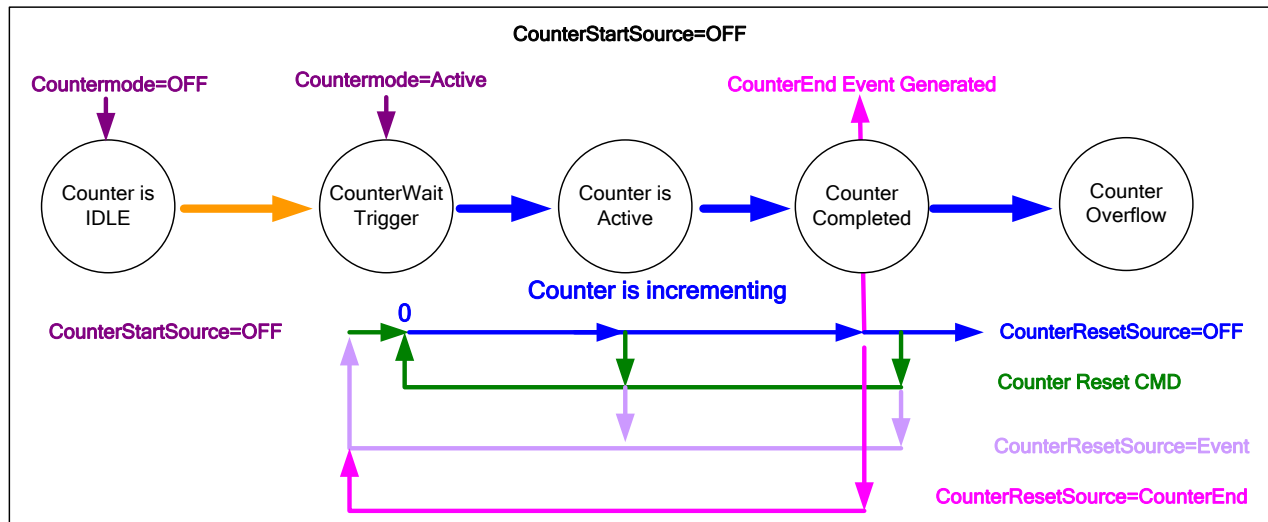 CounterStartSource=OFF
Countermode=OFF
Countermode=Active
CounterEnd Event Generated
Counter is
IDLE
CounterWait
Trigger
Counter is
Active
Counter
Completed
Counter
Overflow
Counter is incrementing
0
CounterStartSource=OFF
CounterResetSource=OFF
Counter Reset CMD
CounterResetSource=Event
CounterResetSource=CounterEnd